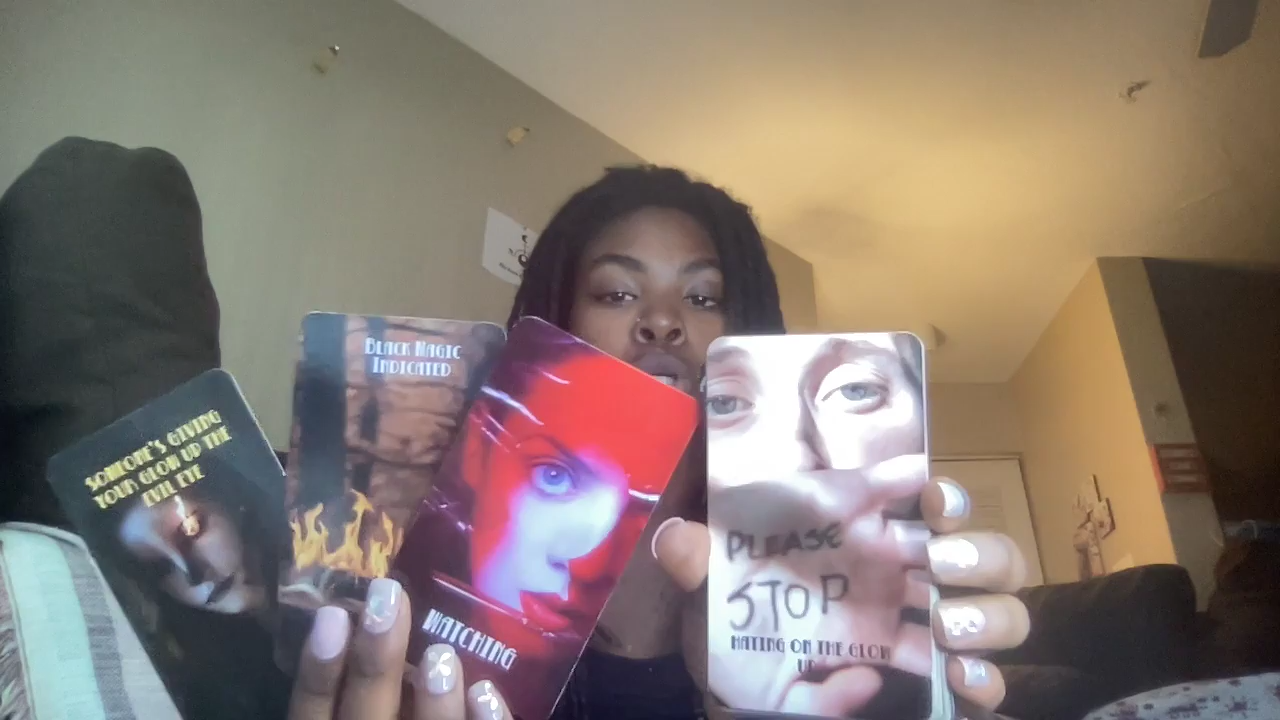 SOMEONE'S GIVING
YOUR GLOW UP THE
EVIL EYE
BLACK MAGIC
INDICATED
WATCHING
PLEASE
STOP
HATING ON THE GLOW
UP